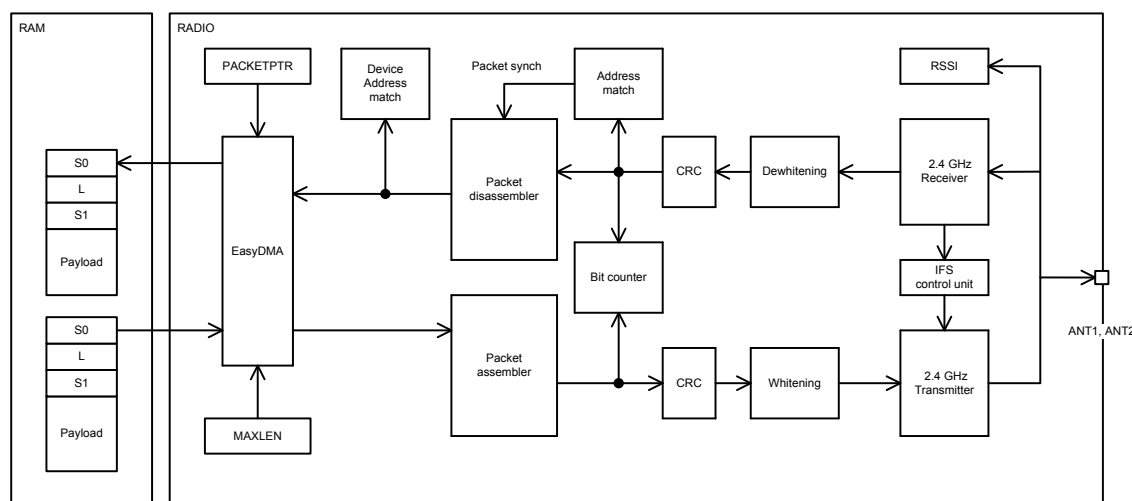 RAM
RADIO
PACKETPTR
Device
Address
match
Packet synch
Address
match
RSSI
S0
L
S1
Payload
EasyDMA
Packet
disassembler
CRC
Dewhitening
2.4 GHz
Receiver
Bit counter
IFS
control unit
ANT1, ANT2
S0
L
S1
Payload
Packet
assembler
CRC
Whitening
2.4 GHz
Transmitter
MAXLEN